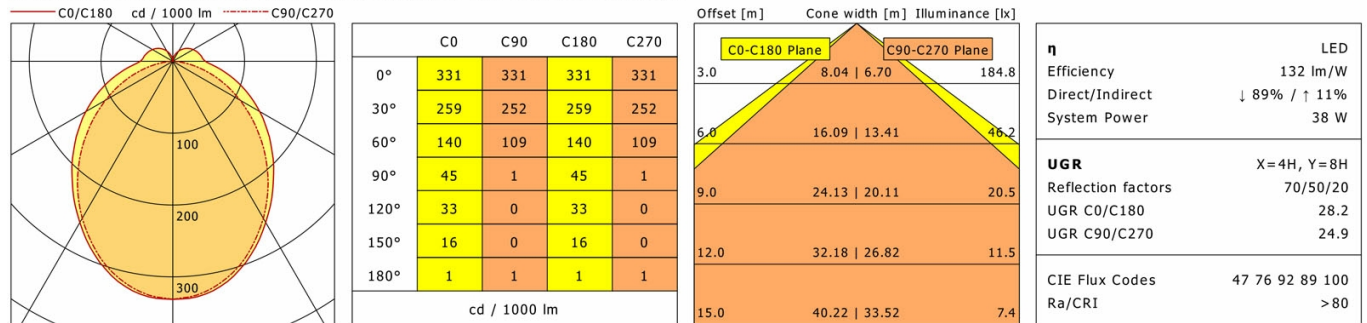 C0/C180 cd / 1000 lm C90/C270
100
200
300
C0 C90 C180 C270
0° 331 331 331 331
30° 259 252 259 252
60° 140 109 140 109
90° 45 1 45 1
120° 33 0 33 0
150° 16 0 16 0
180° 1 1 1 1
cd / 1000 lm
Offset [m] Cone width [m] Illuminance [lx]
C0-C180 Plane C90-C270 Plane
3.0 8.04 | 6.70 184.8
6.0 16.09 | 13.41 46.2
9.0 24.13 | 20.11 20.5
12.0 32.18 | 26.82 11.5
15.0 40.22 | 33.52 7.4
η LED
Efficiency 132 lm/W
Direct/Indirect ↓ 89% / ↑ 11%
System Power 38 W
UGR X=4H, Y=8H
Reflection factors 70/50/20
UGR C0/C180 28.2
UGR C90/C270 24.9
CIE Flux Codes 47 76 92 89 100
Ra/CRI >80